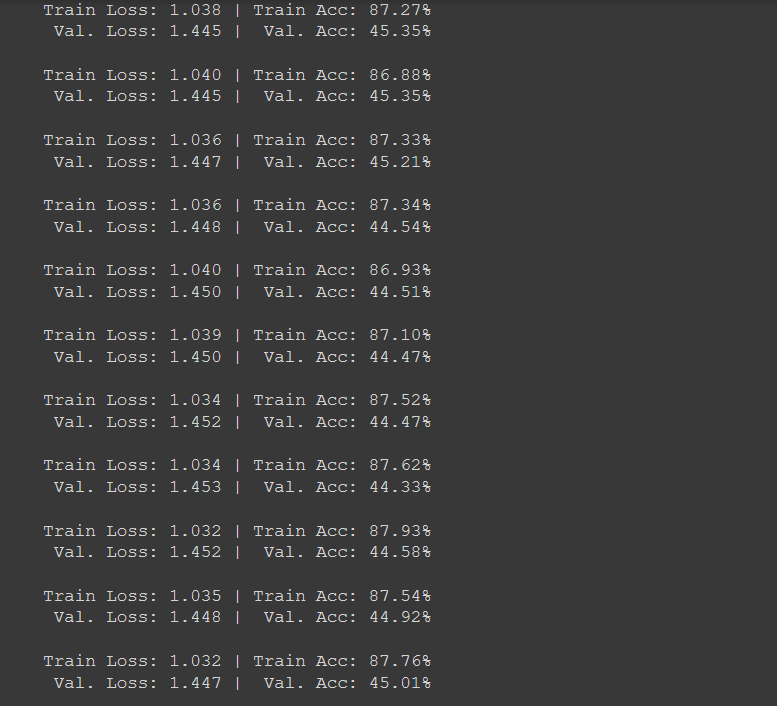 Train Loss: 1.038 | Train Acc: 87.27%
Val. Loss: 1.445 | Val. Acc: 45.35%
Train Loss: 1.040 | Train Acc: 86.88%
Val. Loss: 1.445 | Val. Acc: 45.35%
Train Loss: 1.036 | Train Acc: 87.33%
Val. Loss: 1.447 | Val. Acc: 45.21%
Train Loss: 1.036 | Train Acc: 87.34%
Val. Loss: 1.448 | Val. Acc: 44.54%
Train Loss: 1.040 | Train Acc: 86.93%
Val. Loss: 1.450 | Val. Acc: 44.51%
Train Loss: 1.039 | Train Acc: 87.10%
Val. Loss: 1.450 | Val. Acc: 44.47%
Train Loss: 1.034 | Train Acc: 87.52%
Val. Loss: 1.452 | Val. Acc: 44.47%
Train Loss: 1.034 | Train Acc: 87.62%
Val. Loss: 1.453 | Val. Acc: 44.33%
Train Loss: 1.032 | Train Acc: 87.93%
Val. Loss: 1.452 | Val. Acc: 44.58%
Train Loss: 1.035 | Train Acc: 87.54%
Val. Loss: 1.448 | Val. Acc: 44.92%
Train Loss: 1.032 | Train Acc: 87.76%
Val. Loss: 1.447 | Val. Acc: 45.01%